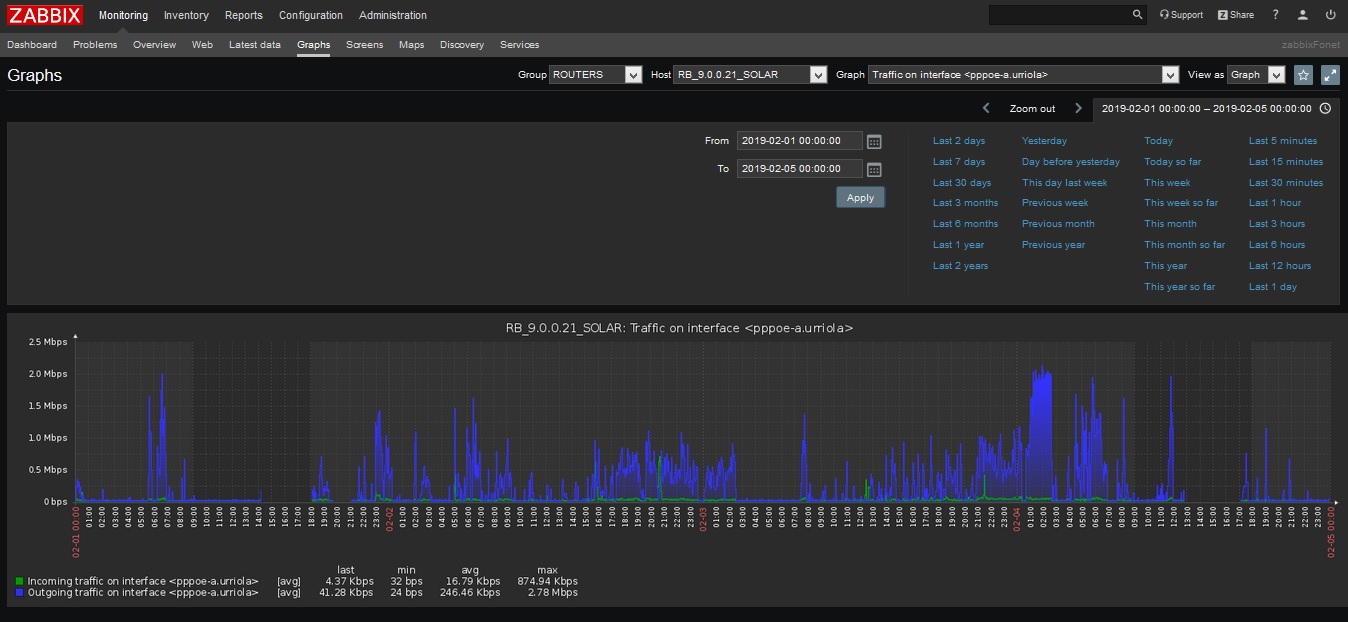 ZABBIX Monitoring Inventory Reports Configuration Administration Support Z Share ?
Dashboard Problems Overview Web Latest data Graphs Screens Maps Discovery Services zabbixFonet
Graphs Group ROUTERS Host RB_9.0.0.21_SOLAR Graph Traffic on interface <pppoe-a.urriola> View as Graph
Zoom out 2019-02-01 00:00:00 – 2019-02-05 00:00:00
From 2019-02-01 00:00:00
To 2019-02-05 00:00:00
Apply
Last 2 days Yesterday Today Last 5 minutes
Last 7 days Day before yesterday Today so far Last 15 minutes
Last 30 days This day last week This week Last 30 minutes
Last 3 months Previous week This week so far Last 1 hour
Last 6 months Previous month This month Last 3 hours
Last 1 year Previous year This month so far Last 6 hours
Last 2 years This year Last 12 hours
This year so far Last 1 day
RB_9.0.0.21_SOLAR: Traffic on interface <pppoe-a.urriola>
2.5 Mbps
2.0 Mbps
1.5 Mbps
1.0 Mbps
0.5 Mbps
0 bps
02-01 00:00 01:00 02:00 03:00 04:00 05:00 06:00 07:00 08:00 09:00 10:00 11:00 12:00 13:00 14:00 15:00 16:00 17:00 18:00 19:00 20:00 21:00 22:00 23:00 02-02 01:00 02:00 03:00 04:00 05:00 06:00 07:00 08:00 09:00 10:00 11:00 12:00 13:00 14:00 15:00 16:00 17:00 18:00 19:00 20:00 21:00 22:00 23:00 02-03 01:00 02:00 03:00 04:00 05:00 06:00 07:00 08:00 09:00 10:00 11:00 12:00 13:00 14:00 15:00 16:00 17:00 18:00 19:00 20:00 21:00 22:00 23:00 02-04 01:00 02:00 03:00 04:00 05:00 06:00 07:00 08:00 09:00 10:00 11:00 12:00 13:00 14:00 15:00 16:00 17:00 18:00 19:00 20:00 21:00 22:00 23:00 02-05 00:00
last min avg max
Incoming traffic on interface <pppoe-a.urriola> [avg] 4.37 Kbps 32 bps 16.79 Kbps 874.94 Kbps
Outgoing traffic on interface <pppoe-a.urriola> [avg] 41.28 Kbps 24 bps 246.46 Kbps 2.78 Mbps